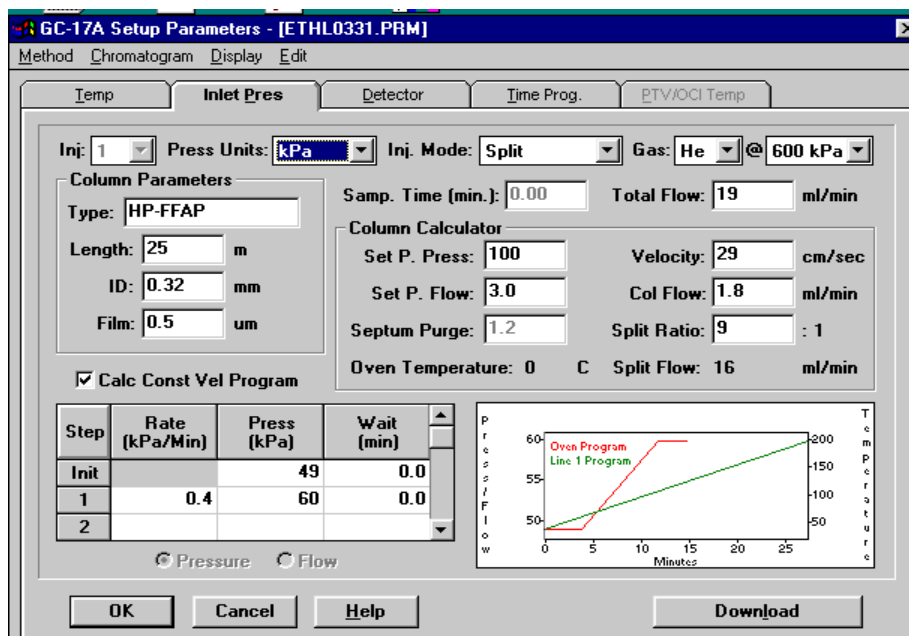 GC-17A Setup Parameters - [ETHL0331.PRM]
Method Chromatogram Display Edit
Temp Inlet Pres Detector Time Prog. PTV/OCI Temp
Inj: 1 Press Units: kPa Inj. Mode: Split Gas: He @ 600 kPa
Column Parameters
Type: HP-FFAP
Length: 25 m
ID: 0.32 mm
Film: 0.5 um
Samp. Time (min.): 0.00 Total Flow: 19 ml/min
Column Calculator
Set P. Press: 100 Velocity: 29 cm/sec
Set P. Flow: 3.0 Col Flow: 1.8 ml/min
Septum Purge: 1.2 Split Ratio: 9 : 1
Oven Temperature: 0 C Split Flow: 16 ml/min
Calc Const Vel Program
Step Rate (kPa/Min) Press (kPa) Wait (min)
Init 49 0.0
1 0.4 60 0.0
2
Pressure Flow
Press/Flow
60
55
50
Oven Program
Line 1 Program
200
150
100
50
Temperature
0 5 10 15 20 25
Minutes
OK Cancel Help Download